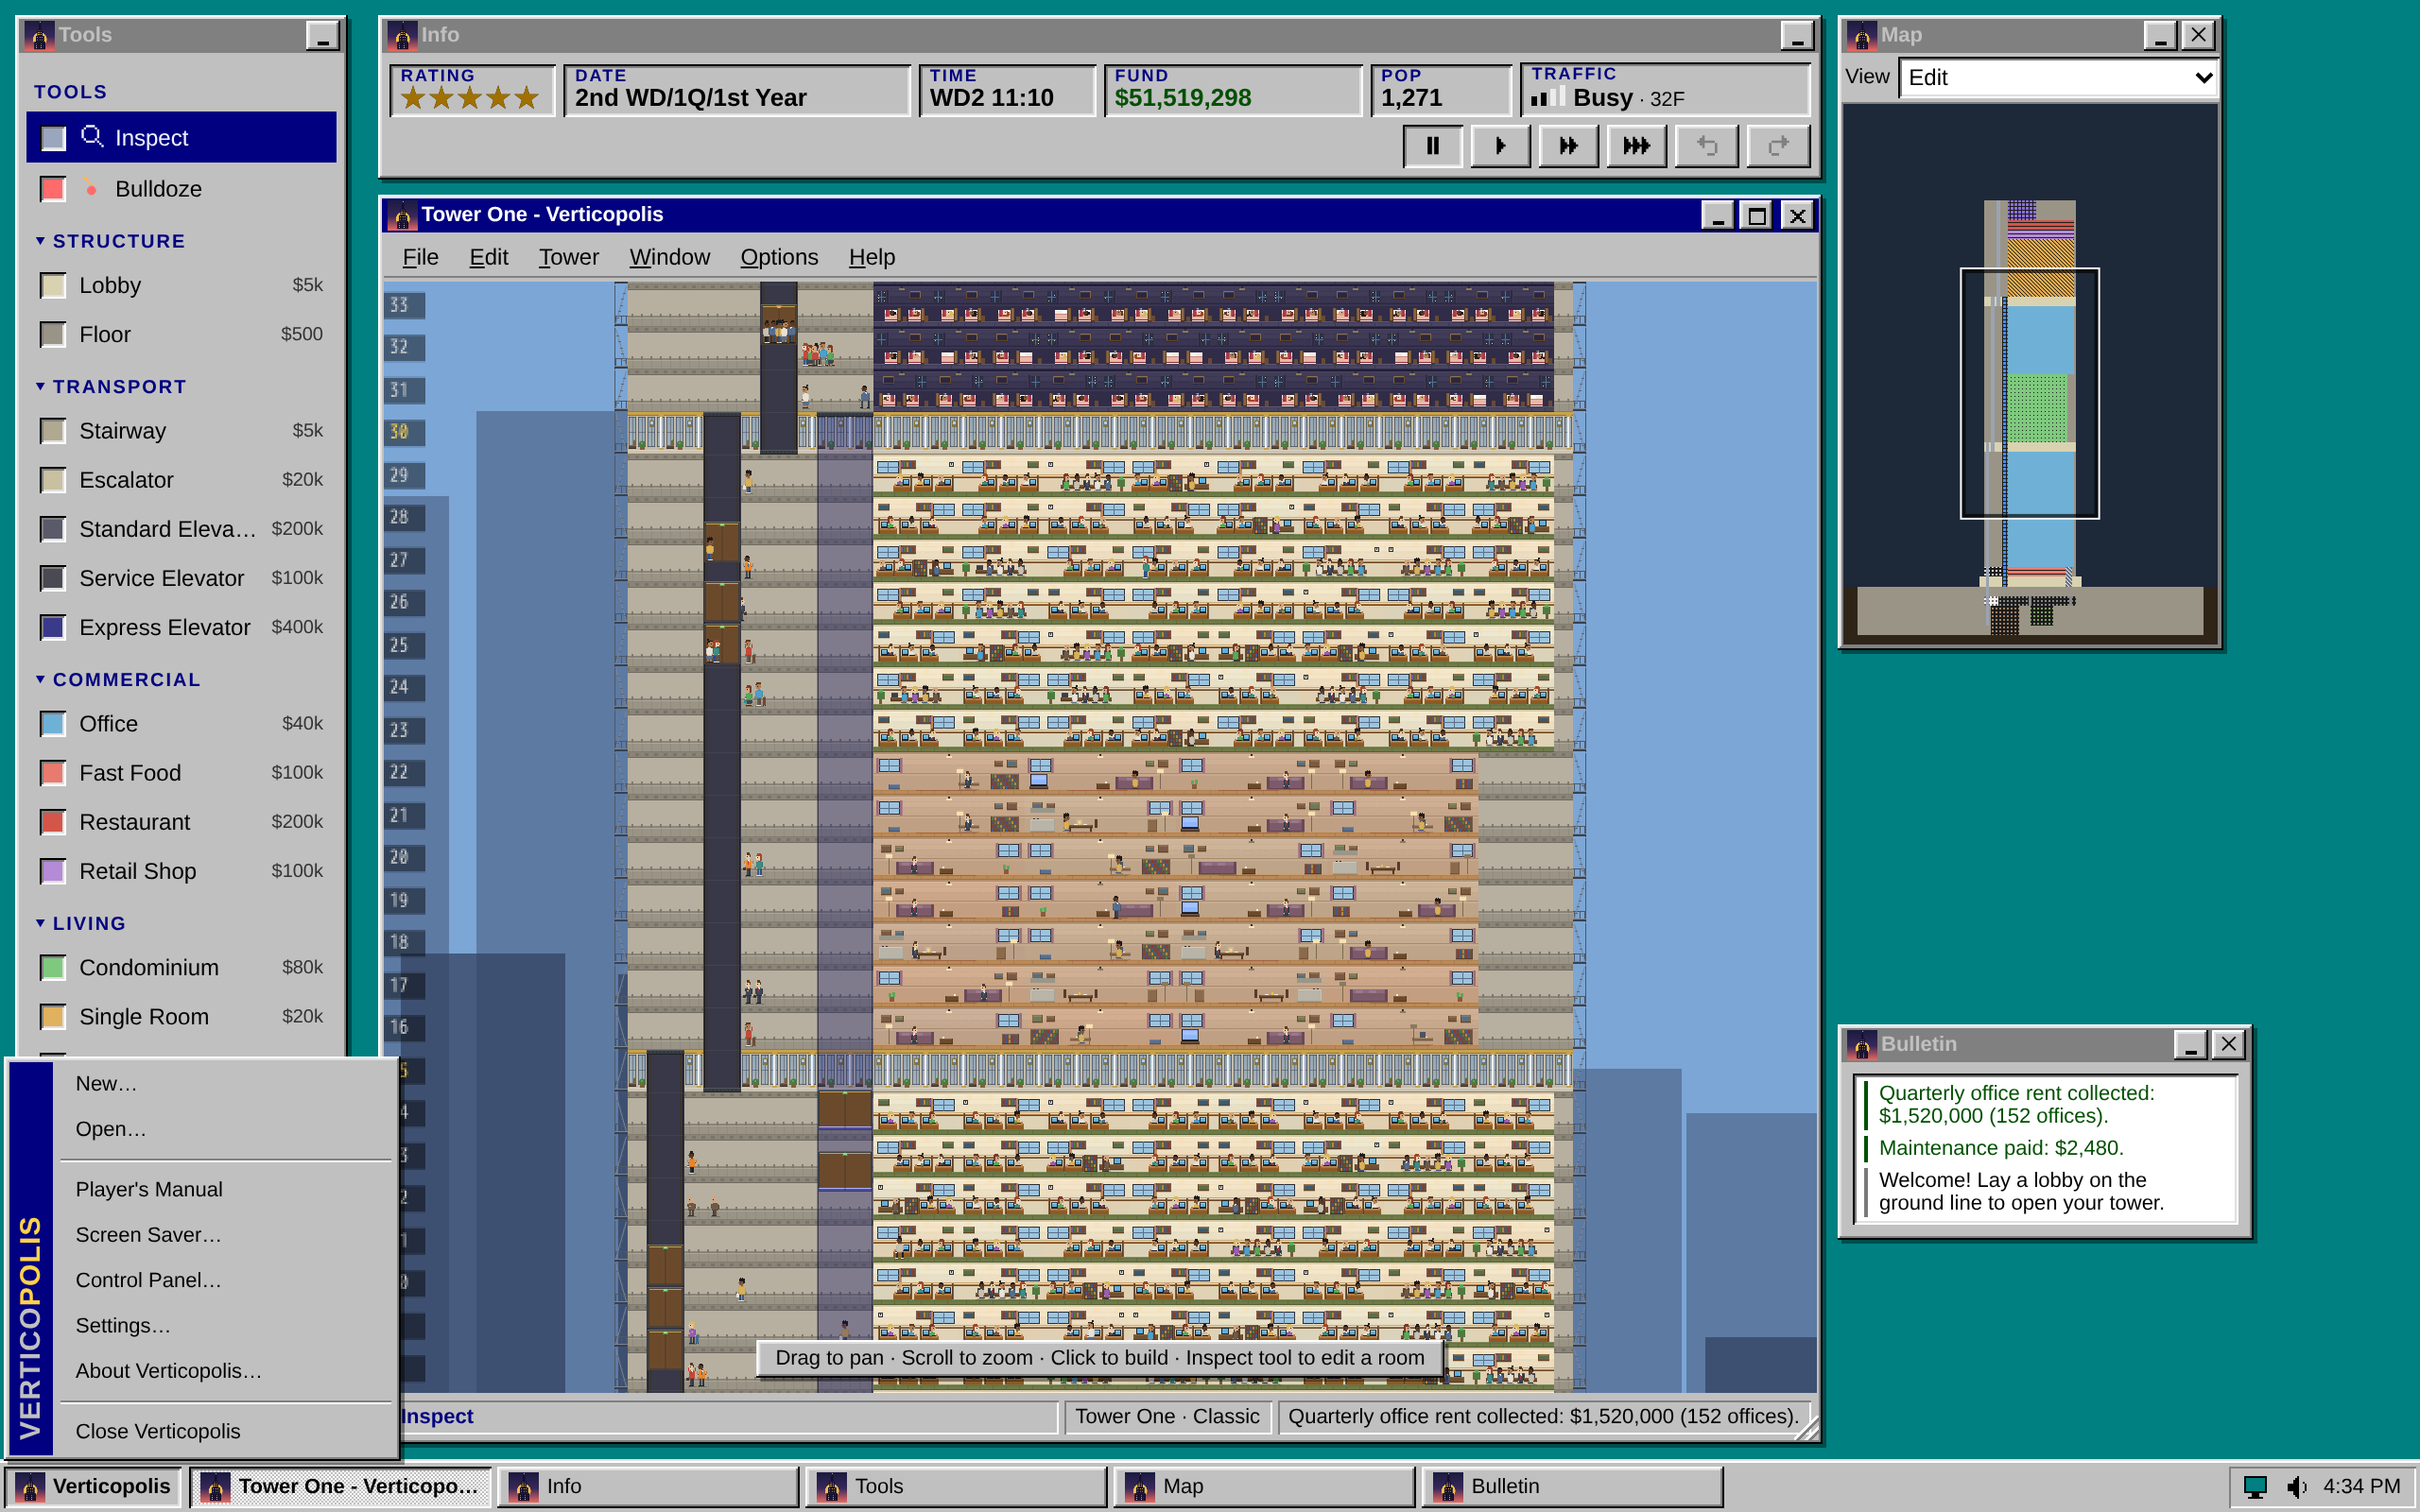 Tools
TOOLS
Inspect
Bulldoze
STRUCTURE
Lobby $5k
Floor $500
TRANSPORT
Stairway $5k
Escalator $20k
Standard Eleva… $200k
Service Elevator $100k
Express Elevator $400k
COMMERCIAL
Office $40k
Fast Food $100k
Restaurant $200k
Retail Shop $100k
LIVING
Condominium $80k
Single Room $20k
Info
RATING
DATE
2nd WD/1Q/1st Year
TIME
WD2 11:10
FUND
$51,519,298
POP
1,271
TRAFFIC
Busy · 32F
Tower One - Verticopolis
File Edit Tower Window Options Help
33
32
31
30
29
28
27
26
25
24
23
22
21
20
19
18
17
16
5
4
3
2
1
0
Drag to pan · Scroll to zoom · Click to build · Inspect tool to edit a room
Inspect
Tower One · Classic
Quarterly office rent collected: $1,520,000 (152 offices).
Map
View Edit
Bulletin
Quarterly office rent collected:
$1,520,000 (152 offices).
Maintenance paid: $2,480.
Welcome! Lay a lobby on the
ground line to open your tower.
VERTICOPOLIS
New…
Open…
Player's Manual
Screen Saver…
Control Panel…
Settings…
About Verticopolis…
Close Verticopolis
Verticopolis
Tower One - Verticopo…
Info
Tools
Map
Bulletin
4:34 PM